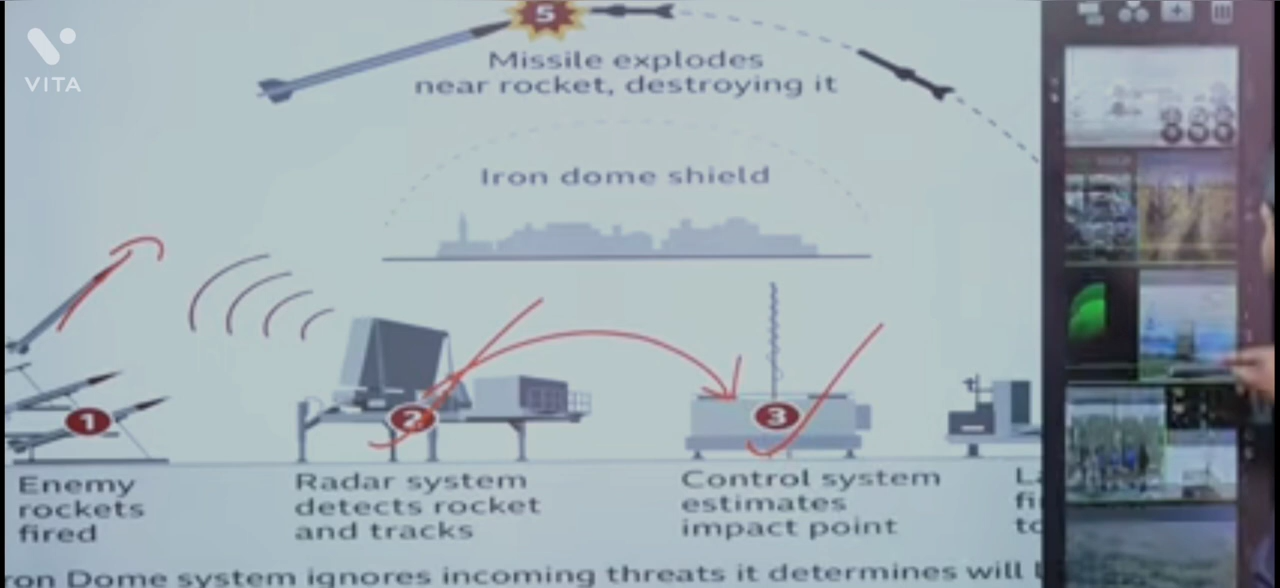 VITA
5
Missile explodes
near rocket, destroying it
Iron dome shield
1
2
3
Enemy
rockets
fired
Radar system
detects rocket
and tracks
Control system
estimates
impact point
Dome system ignores incoming threats it determines will